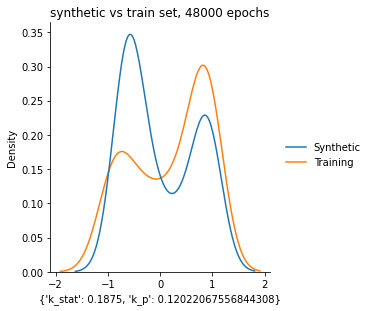 synthetic vs train set, 48000 epochs
0.35
0.30
0.25
0.20
0.15
0.10
0.05
0.00
Density
−2
−1
0
1
2
Synthetic
Training
{'k_stat': 0.1875, 'k_p': 0.12022067556844308}